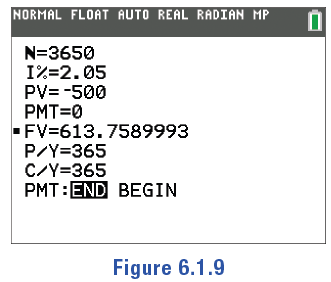 NORMAL FLOAT AUTO REAL RADIAN MP
N=3650
I%=2.05
PV=-500
PMT=0
▪FV=613.7589993
P/Y=365
C/Y=365
PMT:END BEGIN
Figure 6.1.9